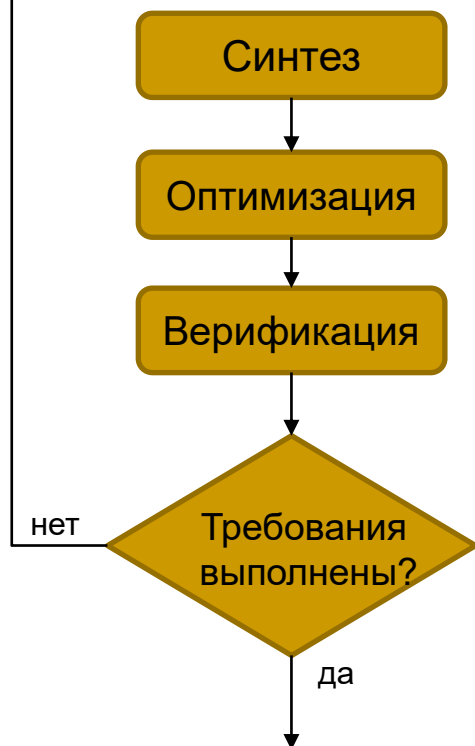 Синтез
Оптимизация
Верификация
нет
Требования
выполнены?
да